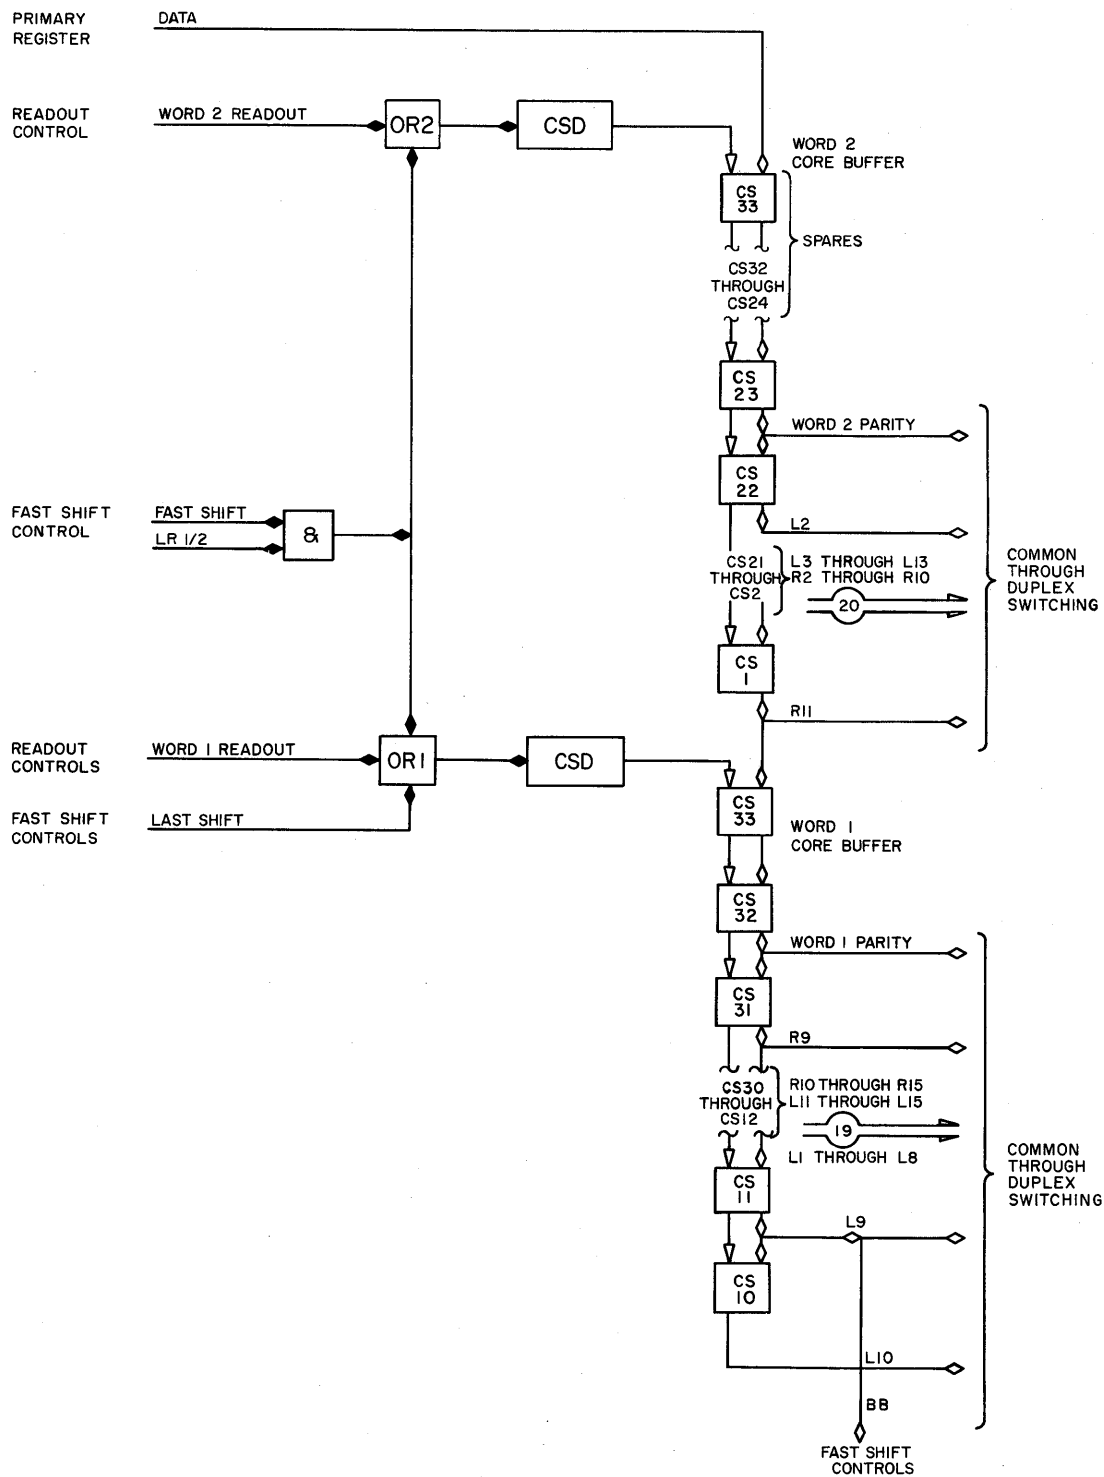 PRIMARY
REGISTER
DATA
READOUT
CONTROL
WORD 2 READOUT
OR2
CSD
WORD 2
CORE BUFFER
CS
33
SPARES
CS32
THROUGH
CS24
CS
23
WORD 2 PARITY
CS
22
L2
FAST SHIFT
CONTROL
FAST SHIFT
LR 1/2
&
CS21
THROUGH
CS2
L3 THROUGH L13
R2 THROUGH R10
20
COMMON
THROUGH
DUPLEX
SWITCHING
CS
1
R11
READOUT
CONTROLS
WORD 1 READOUT
OR1
CSD
FAST SHIFT
CONTROLS
LAST SHIFT
CS
33
WORD 1
CORE BUFFER
CS
32
WORD 1 PARITY
CS
31
R9
CS30
THROUGH
CS12
R10 THROUGH R15
L11 THROUGH L15
19
L1 THROUGH L8
COMMON
THROUGH
DUPLEX
SWITCHING
CS
11
L9
CS
10
L10
BB
FAST SHIFT
CONTROLS